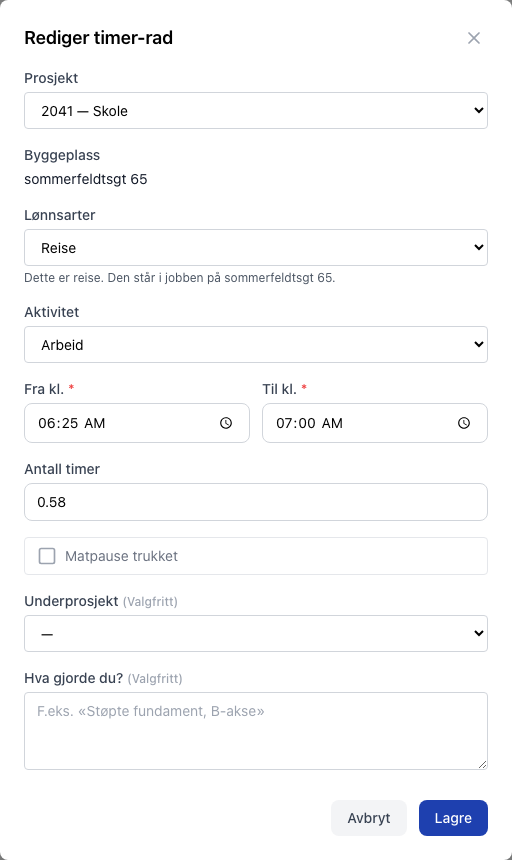 Rediger timer-rad
Prosjekt
2041 — Skole
Byggeplass
sommerfeldtsgt 65
Lønnsarter
Reise
Dette er reise. Den står i jobben på sommerfeldtsgt 65.
Aktivitet
Arbeid
Fra kl. *
Til kl. *
06:25 AM
07:00 AM
Antall timer
0.58
Matpause trukket
Underprosjekt (Valgfritt)
—
Hva gjorde du? (Valgfritt)
F.eks. «Støpte fundament, B-akse»
Avbryt
Lagre